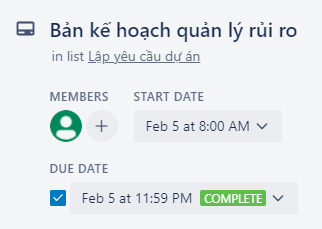 Bản kế hoạch quản lý rủi ro
in list Lập yêu cầu dự án
MEMBERS START DATE
+ Feb 5 at 8:00 AM
DUE DATE
Feb 5 at 11:59 PM COMPLETE